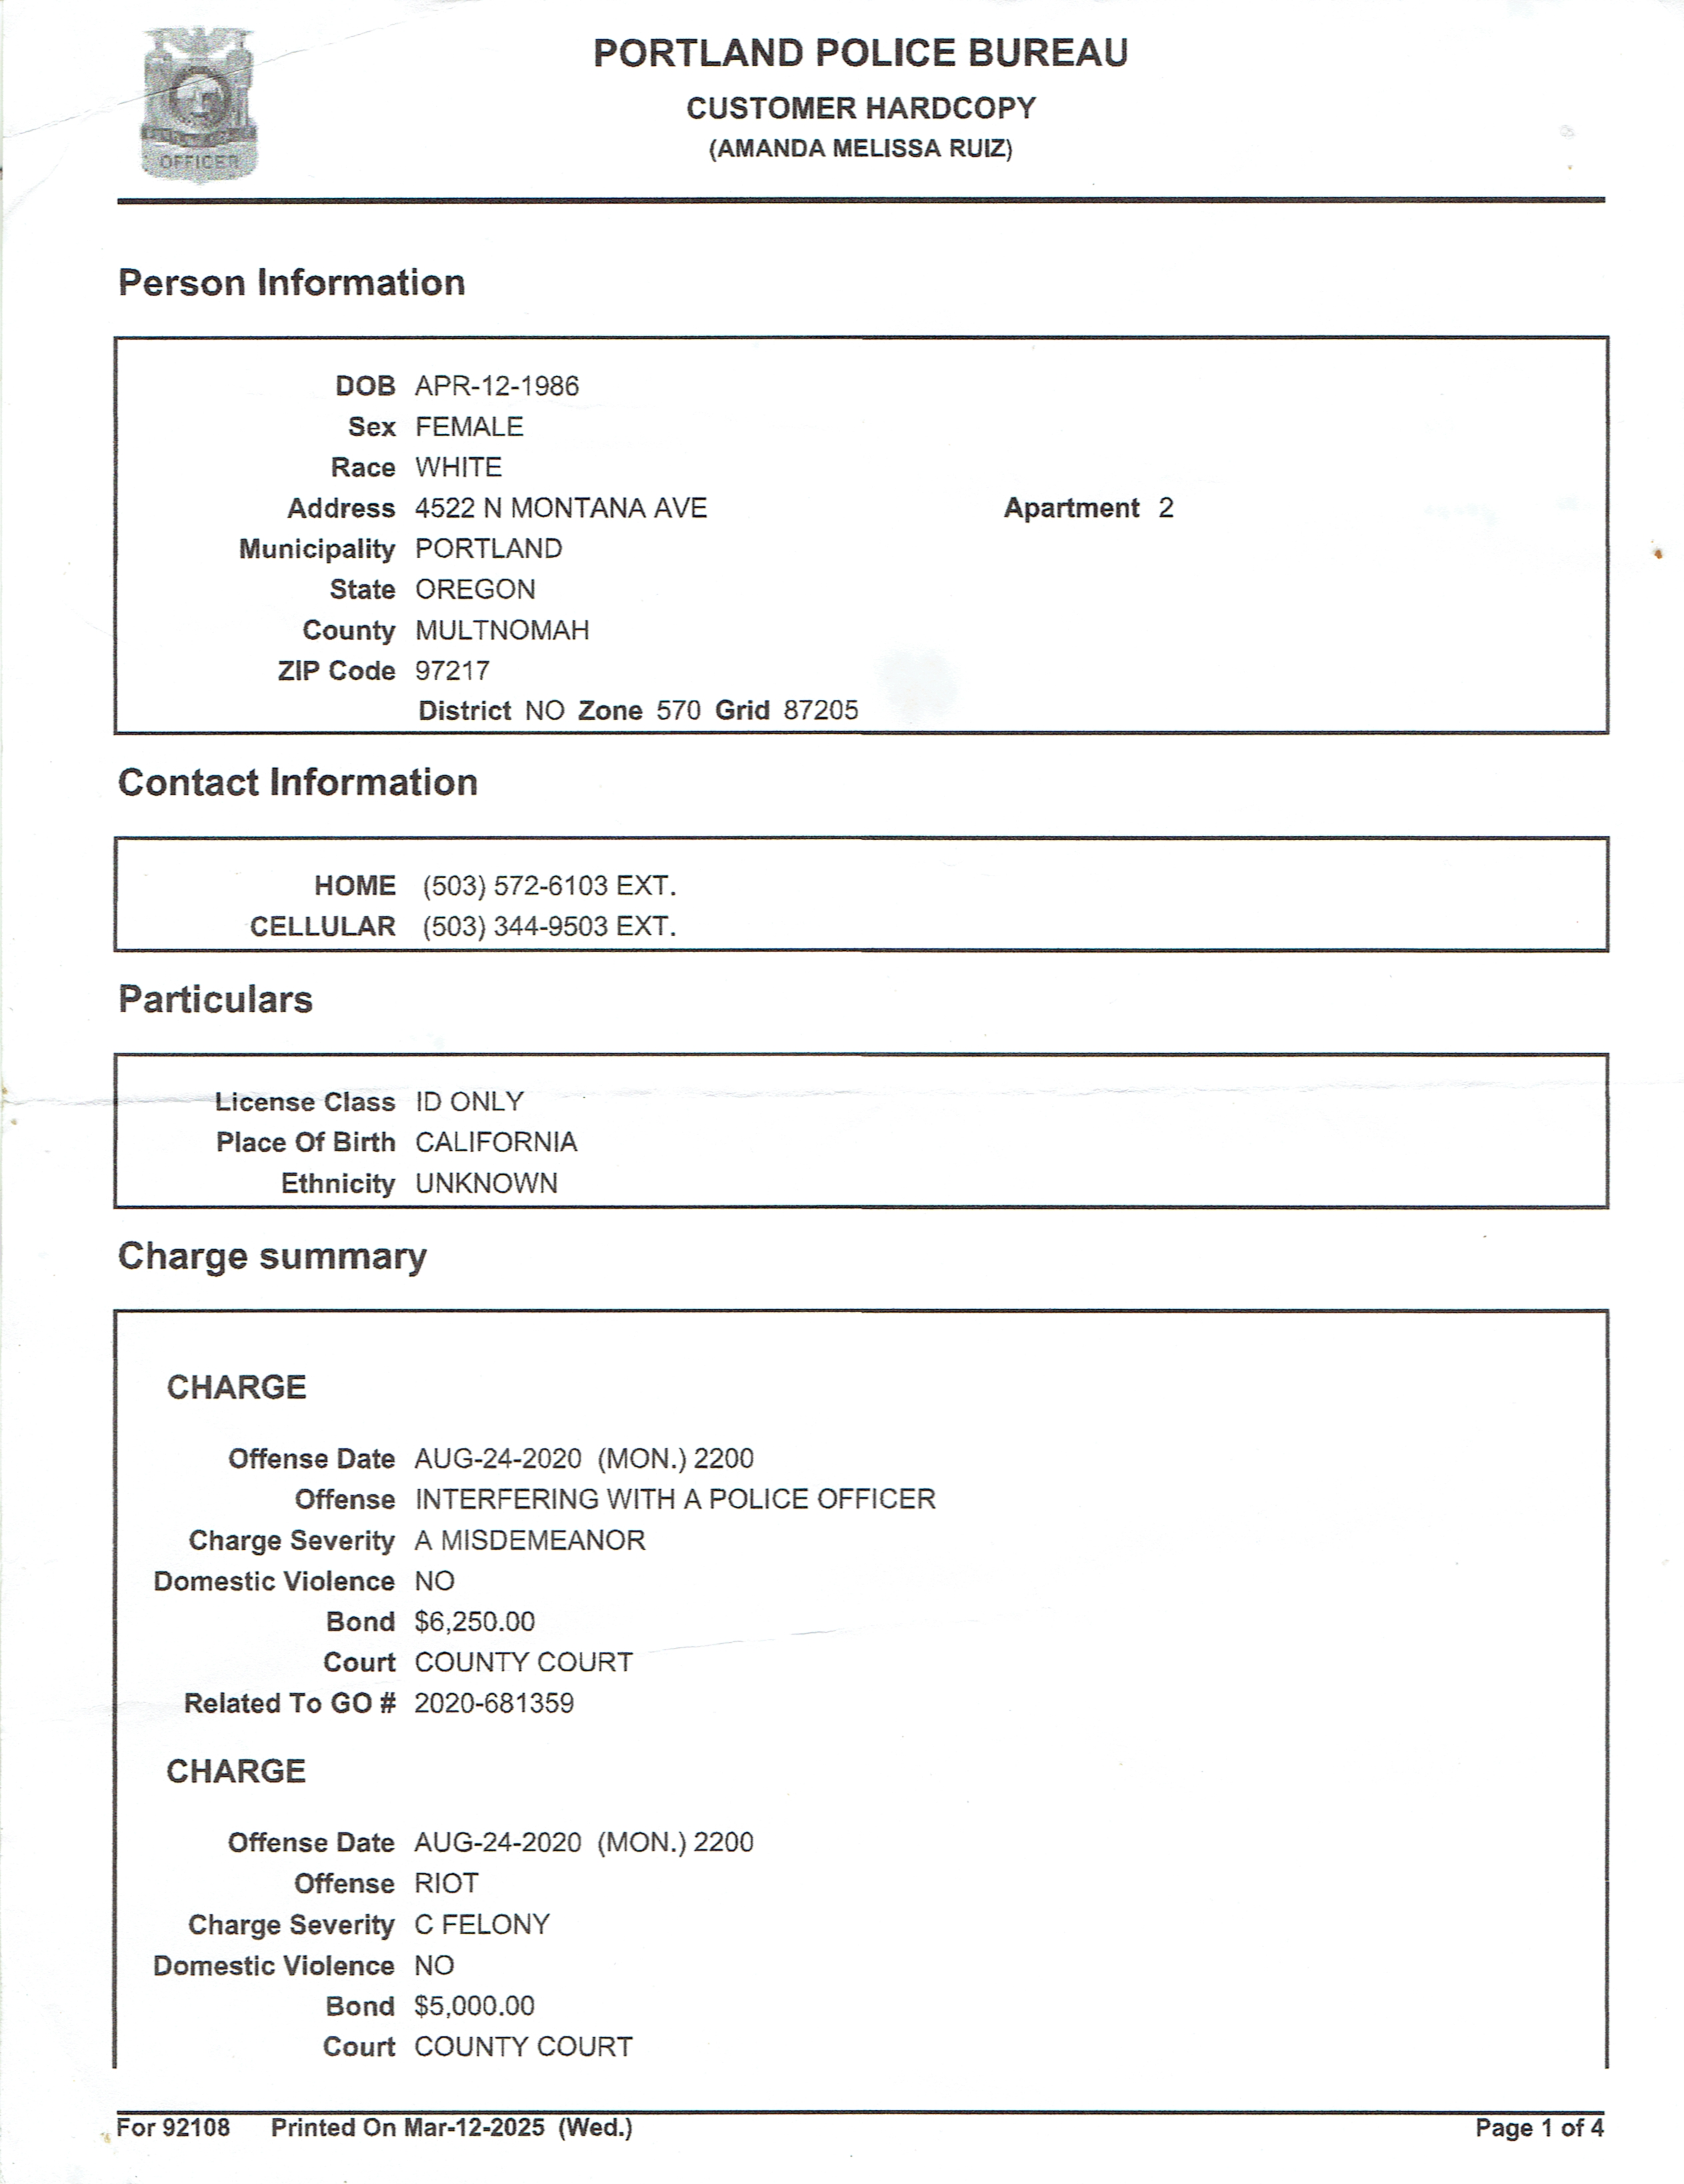 OFFICER
PORTLAND POLICE BUREAU
CUSTOMER HARDCOPY
(AMANDA MELISSA RUIZ)
Person Information
DOB APR-12-1986
Sex FEMALE
Race WHITE
Address 4522 N MONTANA AVE Apartment 2
Municipality PORTLAND
State OREGON
County MULTNOMAH
ZIP Code 97217
District NO Zone 570 Grid 87205
Contact Information
HOME (503) 572-6103 EXT.
CELLULAR (503) 344-9503 EXT.
Particulars
License Class ID ONLY
Place Of Birth CALIFORNIA
Ethnicity UNKNOWN
Charge summary
CHARGE
Offense Date AUG-24-2020 (MON.) 2200
Offense INTERFERING WITH A POLICE OFFICER
Charge Severity A MISDEMEANOR
Domestic Violence NO
Bond $6,250.00
Court COUNTY COURT
Related To GO # 2020-681359
CHARGE
Offense Date AUG-24-2020 (MON.) 2200
Offense RIOT
Charge Severity C FELONY
Domestic Violence NO
Bond $5,000.00
Court COUNTY COURT
For 92108 Printed On Mar-12-2025 (Wed.) Page 1 of 4